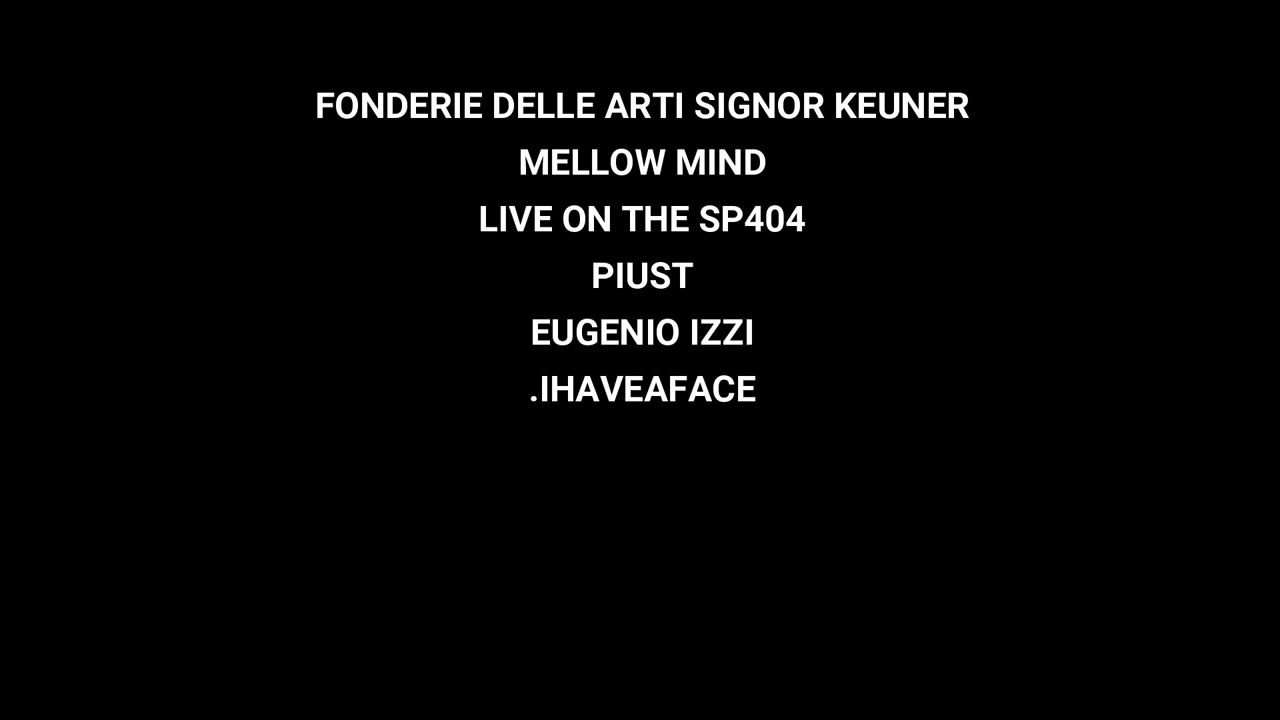 FONDERIE DELLE ARTI SIGNOR KEUNER
MELLOW MIND
LIVE ON THE SP404
PIUST
EUGENIO IZZI
.IHAVEAFACE